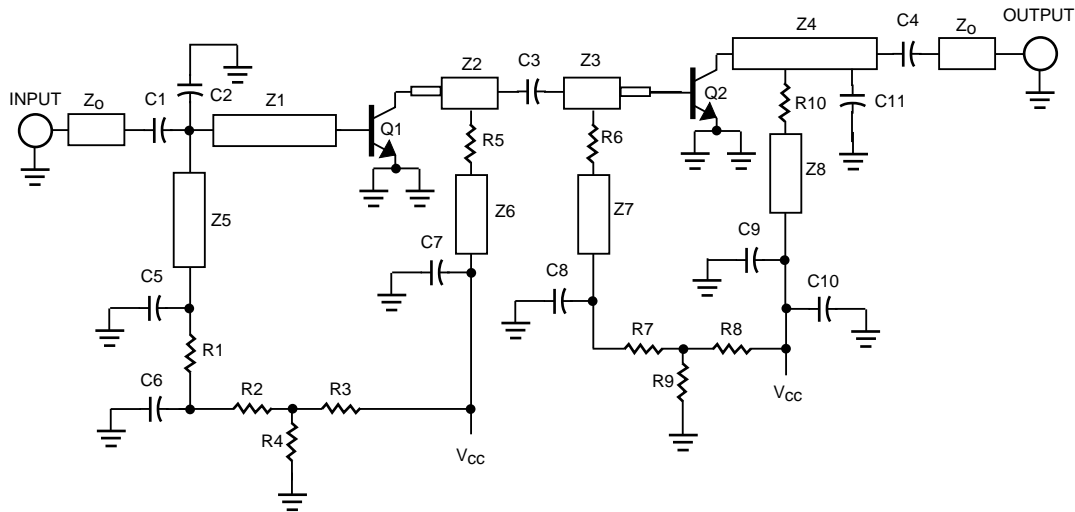 OUTPUT
Z4
C4
Zo
Z2
C3
Z3
INPUT
Zo
C1
C2
Z1
Q1
Q2
R10
C11
R5
R6
Z5
Z6
Z7
Z8
C7
C9
C5
C8
C10
R1
R7
R8
R9
VCC
C6
R2
R3
R4
VCC